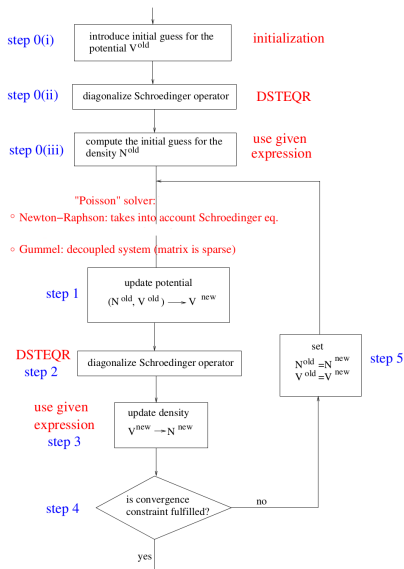 step 0(i)
introduce initial guess for the
potential V^old
initialization
step 0(ii)
diagonalize Schroedinger operator
DSTEQR
step 0(iii)
compute the initial guess for the
density N^old
use given
expression
"Poisson" solver:
○ Newton−Raphson: takes into account Schroedinger eq.
○ Gummel: decoupled system (matrix is sparse)
step 1
update potential
(N^old, V^old) ⟶ V^new
DSTEQR
step 2
diagonalize Schroedinger operator
use given
expression
step 3
update density
V^new → N^new
set
N^old =N^new
V^old =V^new
step 5
step 4
is convergence
constraint fulfilled?
no
yes